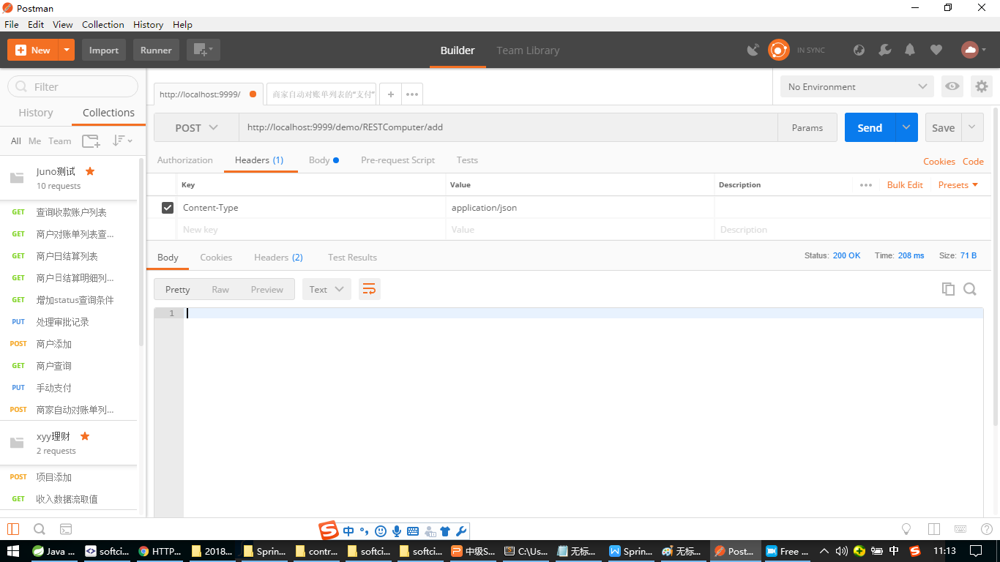 Postman
File Edit View Collection History Help
New Import Runner Builder Team Library IN SYNC
Filter
History Collections
All Me Team
Juno测试
10 requests
GET 查询收款账户列表
GET 商户对账单列表查...
GET 商户日结算列表
GET 商户日结算明细列...
GET 增加status查询条件
PUT 处理审批记录
POST 商户添加
GET 商户查询
PUT 手动支付
POST 商家自动对账单列...
xyy理财
2 requests
POST 项目添加
GET 收入数据流取值
http://localhost:9999/ 商家自动对账单列表的"支付" + ••• No Environment
POST http://localhost:9999/demo/RESTComputer/add Params Send Save
Authorization Headers (1) Body Pre-request Script Tests Cookies Code
Key Value Description ••• Bulk Edit Presets
Content-Type application/json
New key Value Description
Body Cookies Headers (2) Test Results Status: 200 OK Time: 208 ms Size: 71 B
Pretty Raw Preview Text
1
中
Java ... softci... HTTP... 2018... Sprin... contr... softci... softci... 中级S... C:\Us... 无标... Sprin... 无标... Post... Free ... 中 11:13